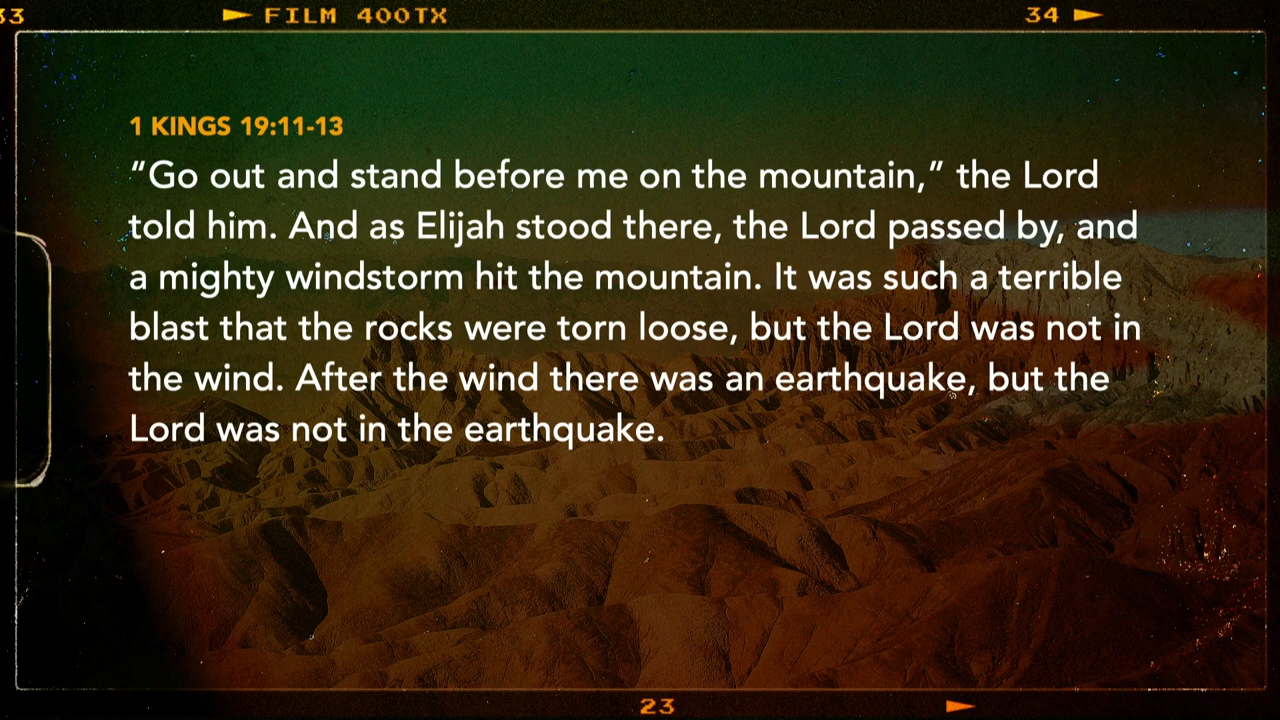 33 FILM 400TX 34
1 KINGS 19:11-13
“Go out and stand before me on the mountain,” the Lord
told him. And as Elijah stood there, the Lord passed by, and
a mighty windstorm hit the mountain. It was such a terrible
blast that the rocks were torn loose, but the Lord was not in
the wind. After the wind there was an earthquake, but the
Lord was not in the earthquake.
23